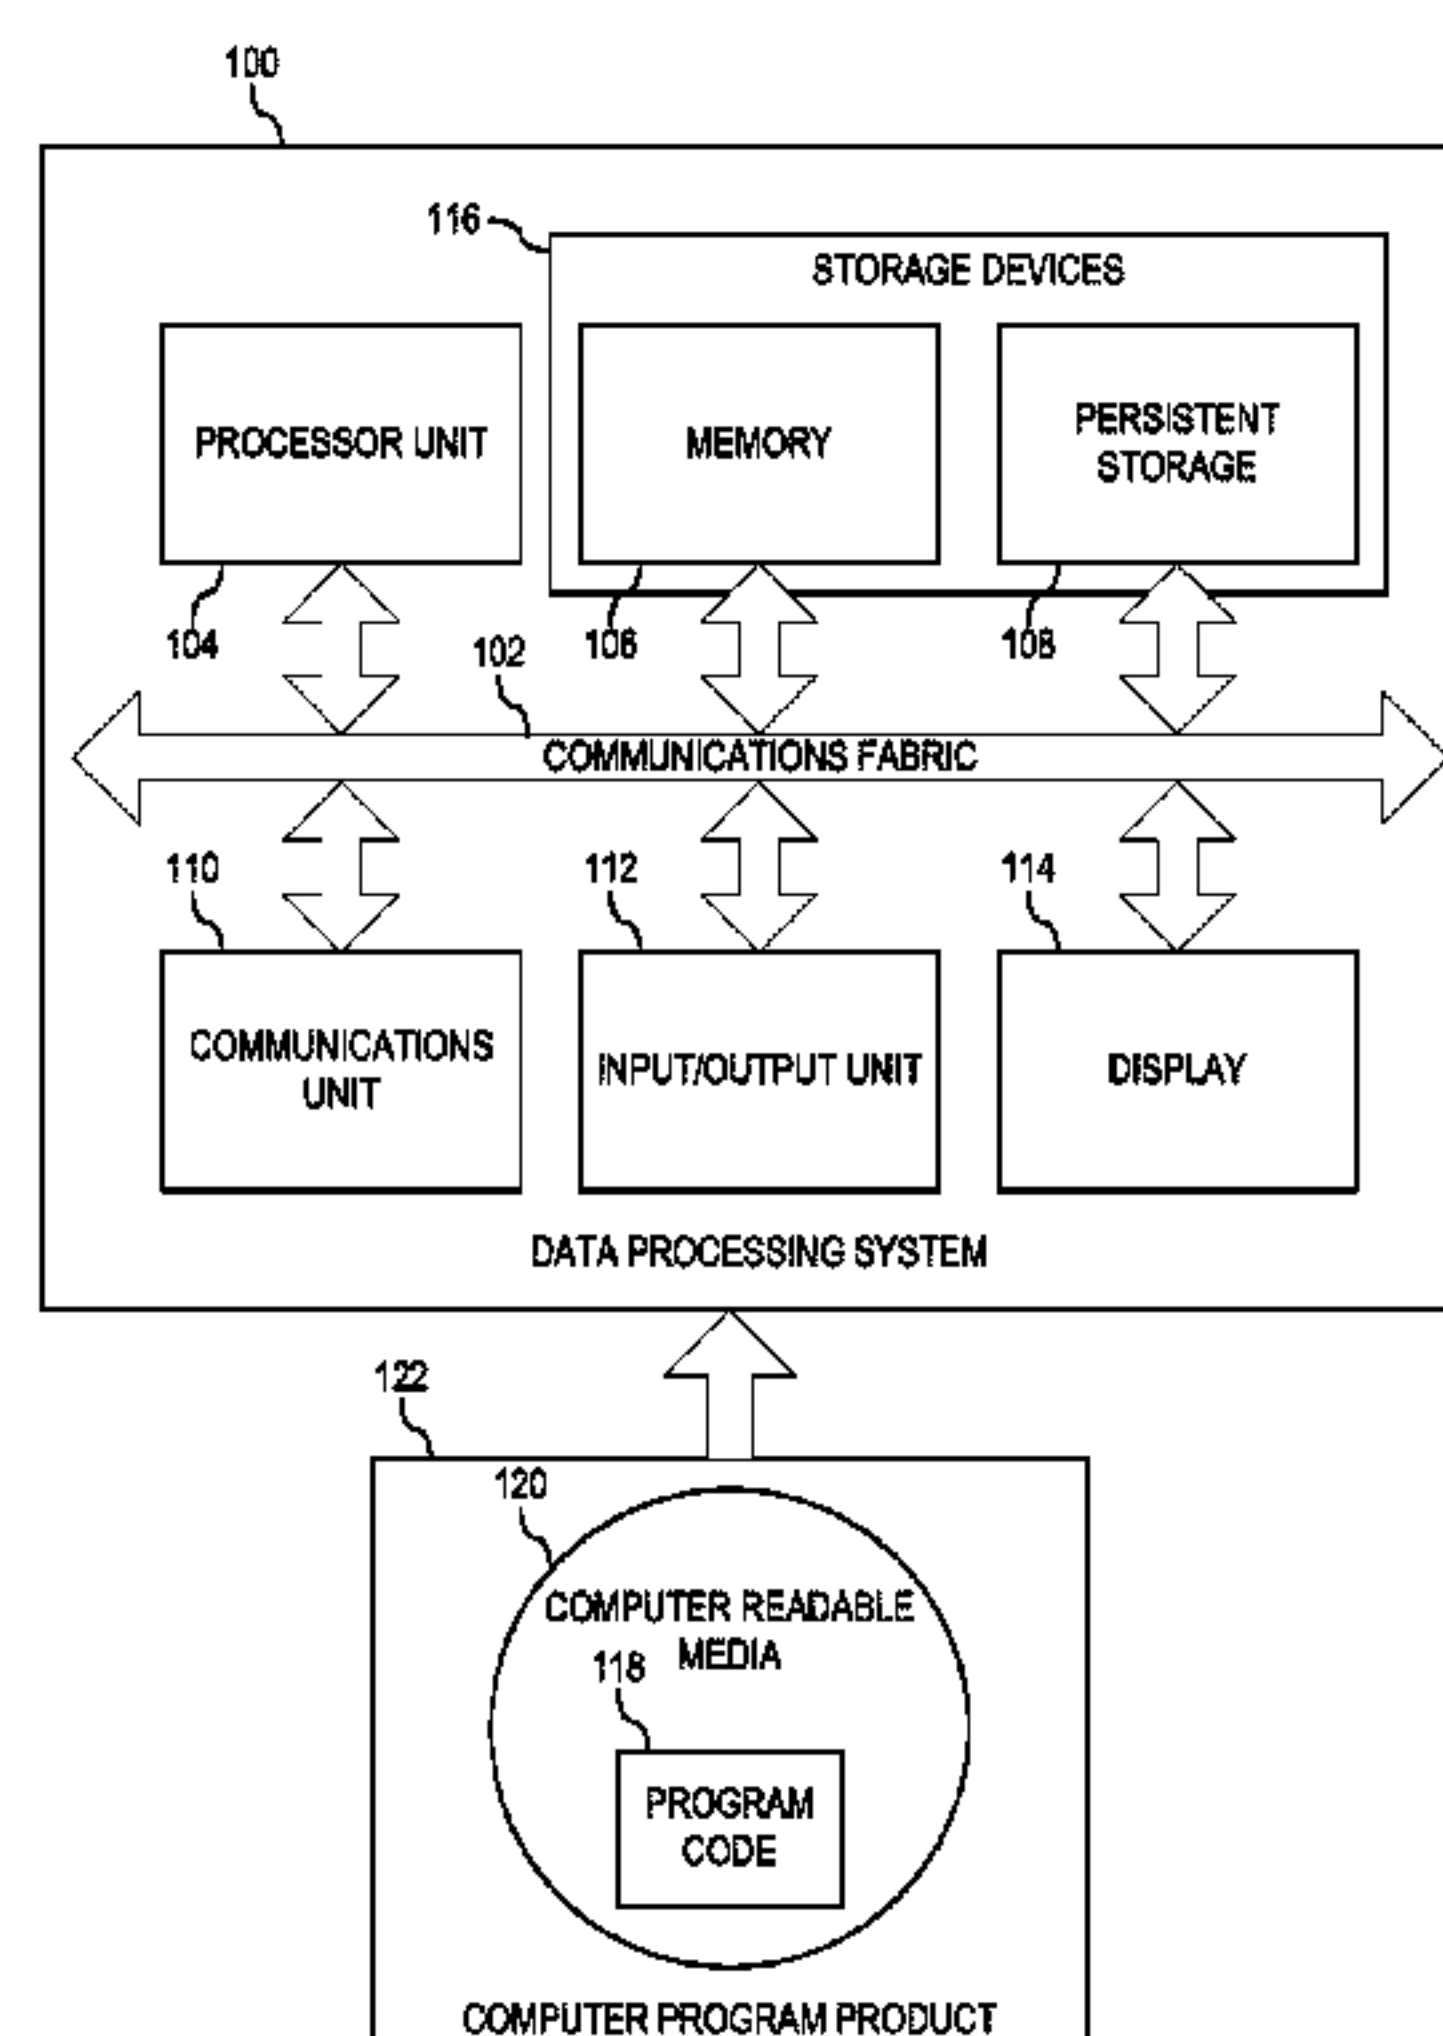 100
116
STORAGE DEVICES
PROCESSOR UNIT
MEMORY
PERSISTENT
STORAGE
104
102
106
108
COMMUNICATIONS FABRIC
110
112
114
COMMUNICATIONS
UNIT
INPUT/OUTPUT UNIT
DISPLAY
DATA PROCESSING SYSTEM
122
120
COMPUTER READABLE
MEDIA
118
PROGRAM
CODE
COMPUTER PROGRAM PRODUCT